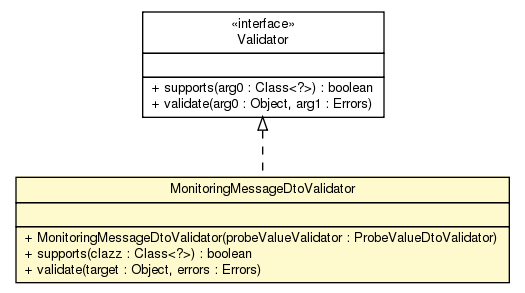 «interface»
Validator
+ supports(arg0 : Class<?>) : boolean
+ validate(arg0 : Object, arg1 : Errors)
MonitoringMessageDtoValidator
+ MonitoringMessageDtoValidator(probeValueValidator : ProbeValueDtoValidator)
+ supports(clazz : Class<?>) : boolean
+ validate(target : Object, errors : Errors)